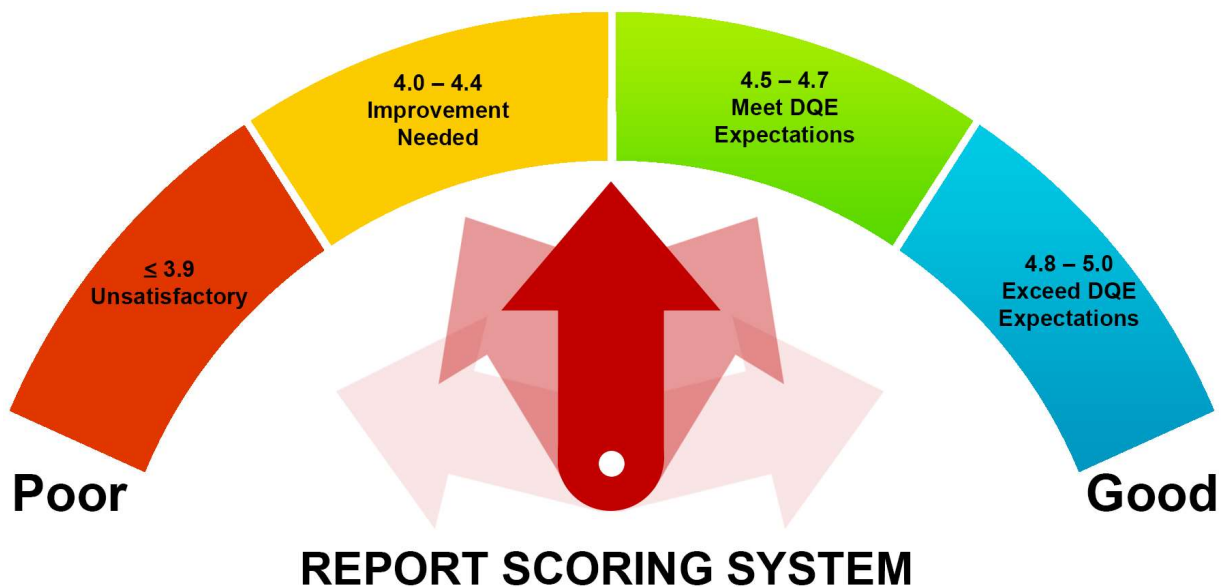 4.0 – 4.4
Improvement
Needed
4.5 – 4.7
Meet DQE
Expectations
≤ 3.9
Unsatisfactory
4.8 – 5.0
Exceed DQE
Expectations
Poor
Good
REPORT SCORING SYSTEM